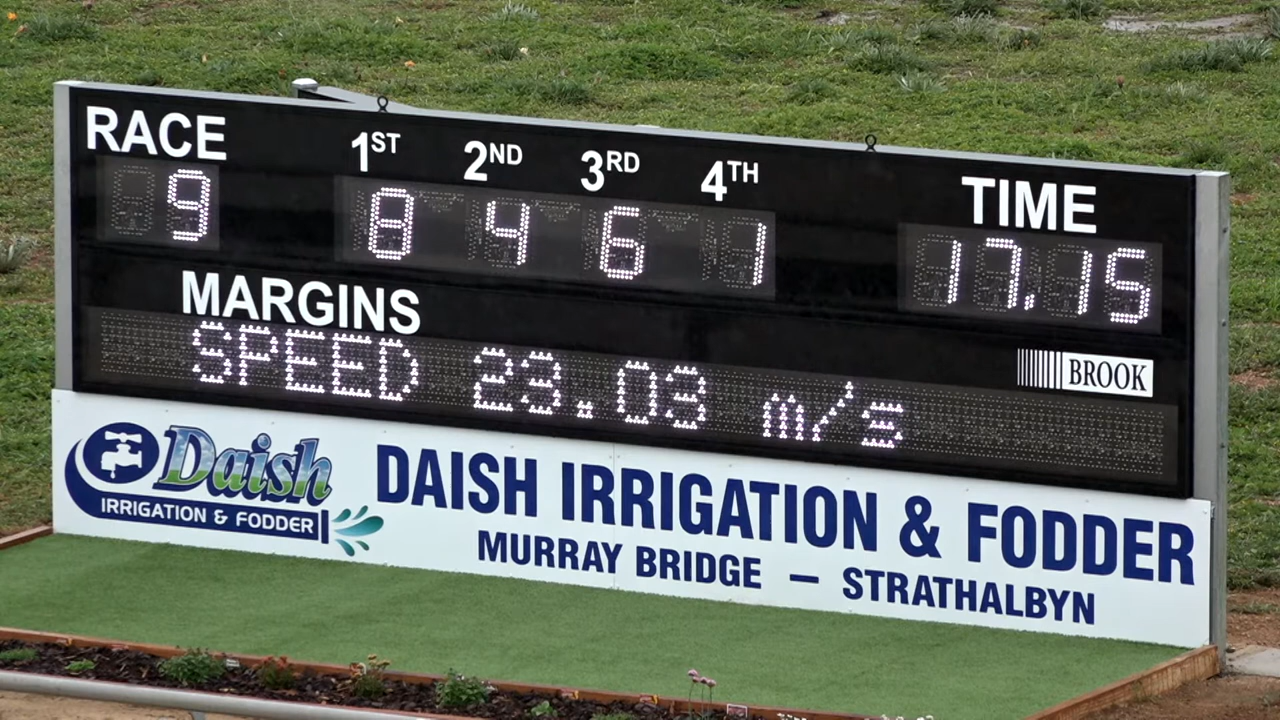 RACE 1ST 2ND 3RD 4TH TIME
9 8 4 6 1 17.15
MARGINS
SPEED 23.03 m/s
BROOK
Daish
IRRIGATION & FODDER
DAISH IRRIGATION & FODDER
MURRAY BRIDGE – STRATHALBYN